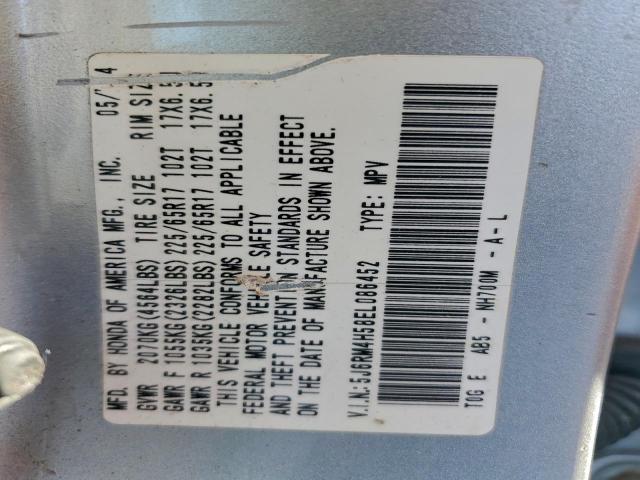 MFD. BY HONDA OF AMERICA MFG., INC. 05/14
GVWR 2070KG(4564LBS) TIRE SIZE RIM SIZE
GAWR F 1055KG(2326LBS) 225/65R17 102T 17X6.5
GAWR R 1035KG(2282LBS) 225/65R17 102T 17X6.5
THIS VEHICLE CONFORMS TO ALL APPLICABLE
FEDERAL MOTOR VEHICLE SAFETY
AND THEFT PREVENTION STANDARDS IN EFFECT
ON THE DATE OF MANUFACTURE SHOWN ABOVE.
V.I.N.: 5J6RM4H58EL086452 TYPE: MPV
T0G E AB5 - NH700M - A - L